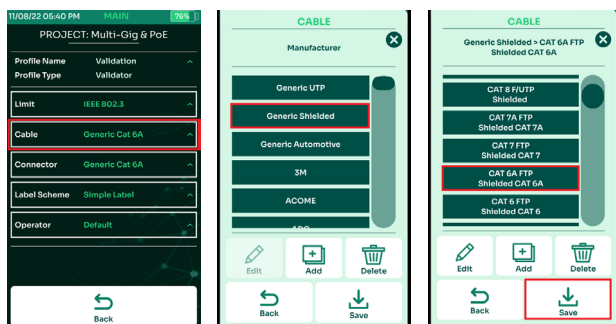 11/08/22 05:40 PM MAIN 76%
PROJECT: Multi-Gig & PoE
Profile Name Validation
Profile Type Validator
Limit IEEE 802.3
Cable Generic Cat 6A
Connector Generic Cat 6A
Label Scheme Simple Label
Operator Default
Back
CABLE
Manufacturer
Generic UTP
Generic Shielded
Generic Automotive
3M
ACOME
Edit Add Delete
Back Save
CABLE
Generic Shielded > CAT 6A FTP
Shielded CAT 6A
CAT 8 F/UTP
Shielded
CAT 7A FTP
Shielded CAT 7A
CAT 7 FTP
Shielded CAT 7
CAT 6A FTP
Shielded CAT 6A
CAT 6 FTP
Shielded CAT 6
Edit Add Delete
Back Save